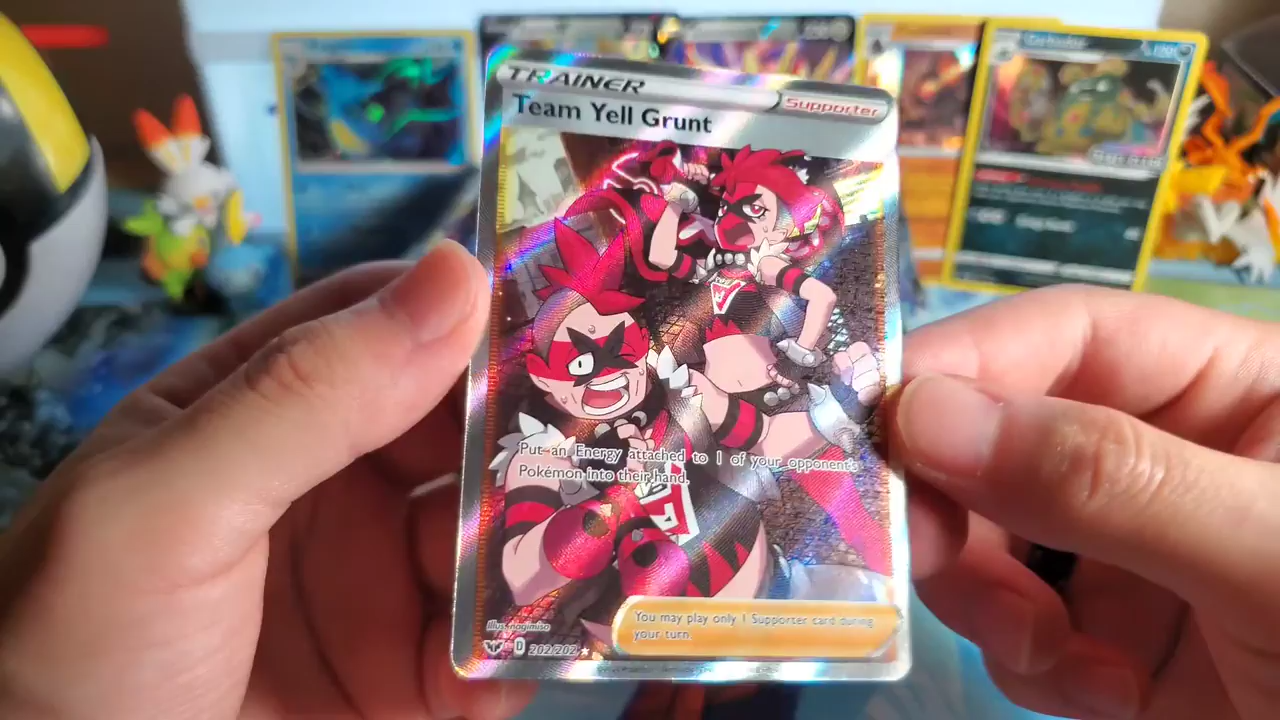 TRAINER
Supporter
Team Yell Grunt
Put an Energy attached to 1 of your opponent's
Pokémon into their hand.
You may play only 1 Supporter card during
your turn.
Illus. nagimiso
D 202/202